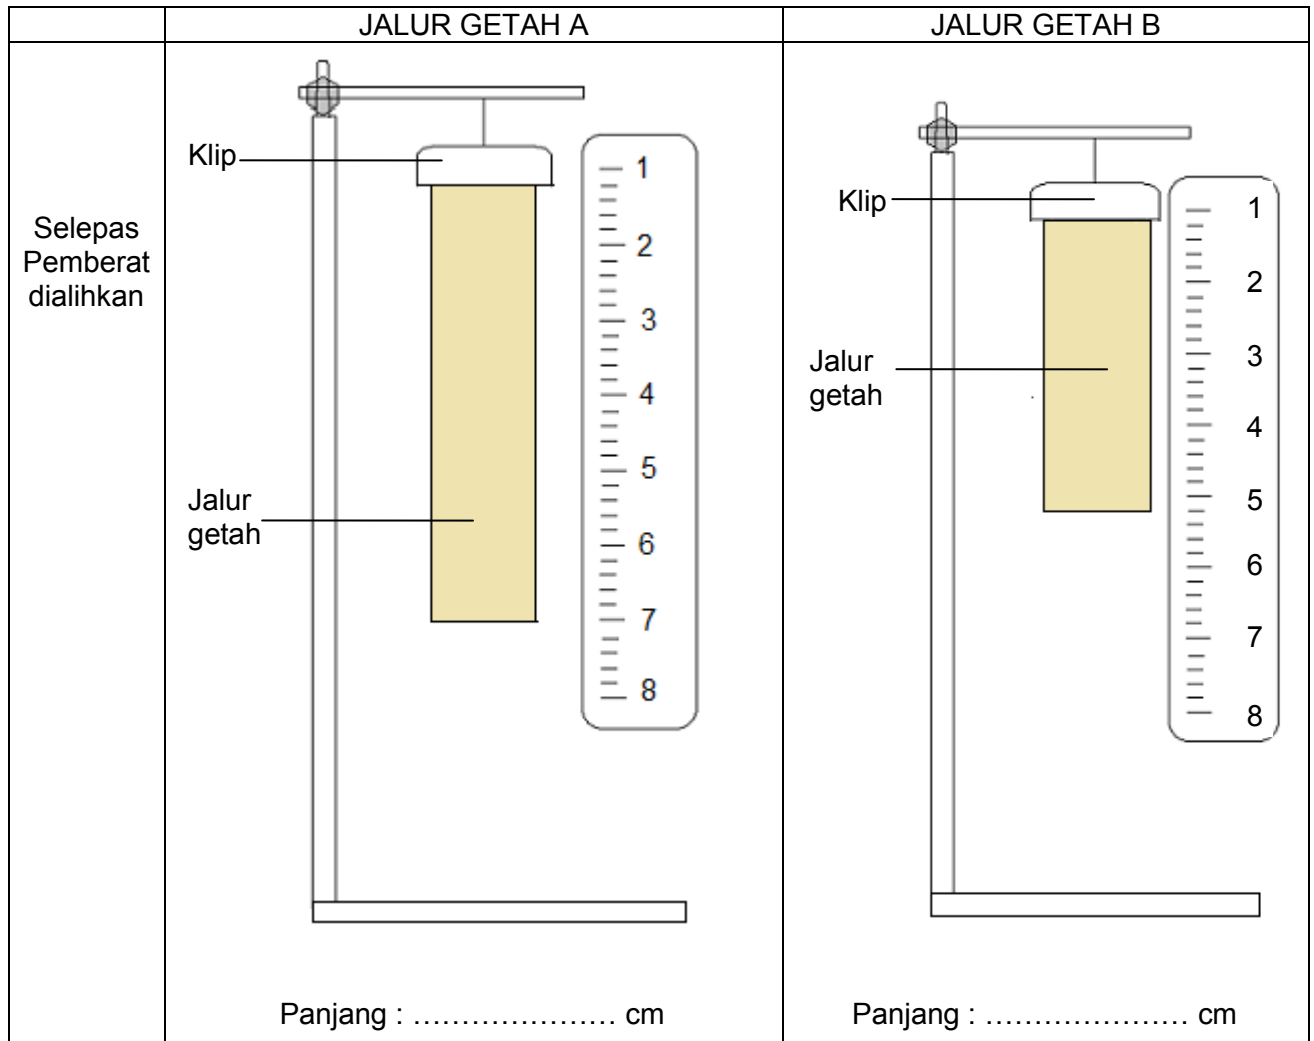 JALUR GETAH A
JALUR GETAH B
Selepas
Pemberat
dialihkan
Klip
Jalur
getah
1
2
3
4
5
6
7
8
Panjang : ………………… cm
Klip
Jalur
getah
1
2
3
4
5
6
7
8
Panjang : ………………… cm